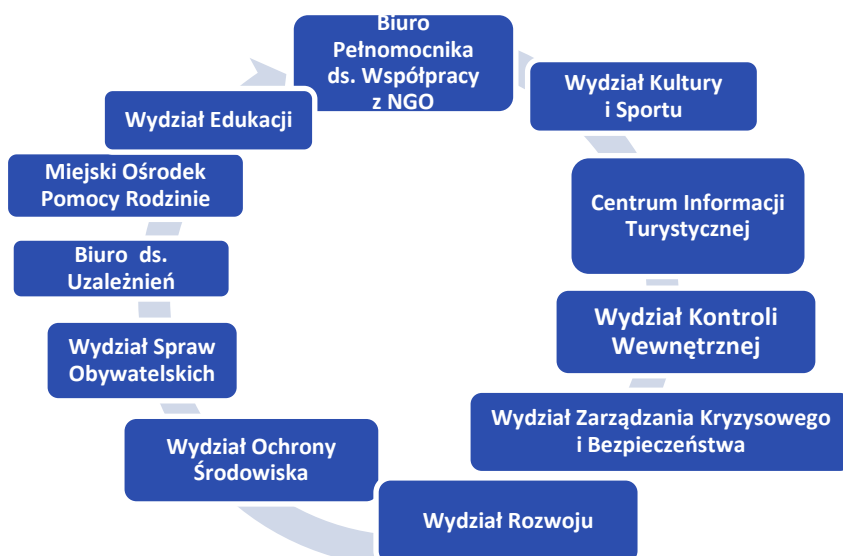 Biuro
Pełnomocnika
ds. Współpracy
z NGO
Wydział Kultury
i Sportu
Centrum Informacji
Turystycznej
Wydział Kontroli
Wewnętrznej
Wydział Zarządzania Kryzysowego
i Bezpieczeństwa
Wydział Rozwoju
Wydział Ochrony
Środowiska
Wydział Spraw
Obywatelskich
Biuro ds.
Uzależnień
Miejski Ośrodek
Pomocy Rodzinie
Wydział Edukacji